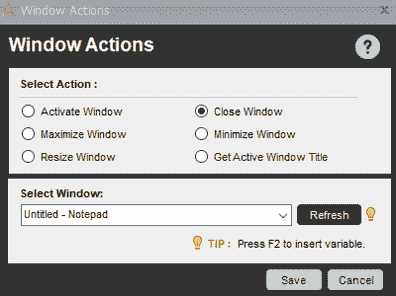 Window Actions
Window Actions
?
Select Action :
Activate Window
Close Window
Maximize Window
Minimize Window
Resize Window
Get Active Window Title
Select Window:
Untitled - Notepad
Refresh
TIP : Press F2 to insert variable.
Save
Cancel